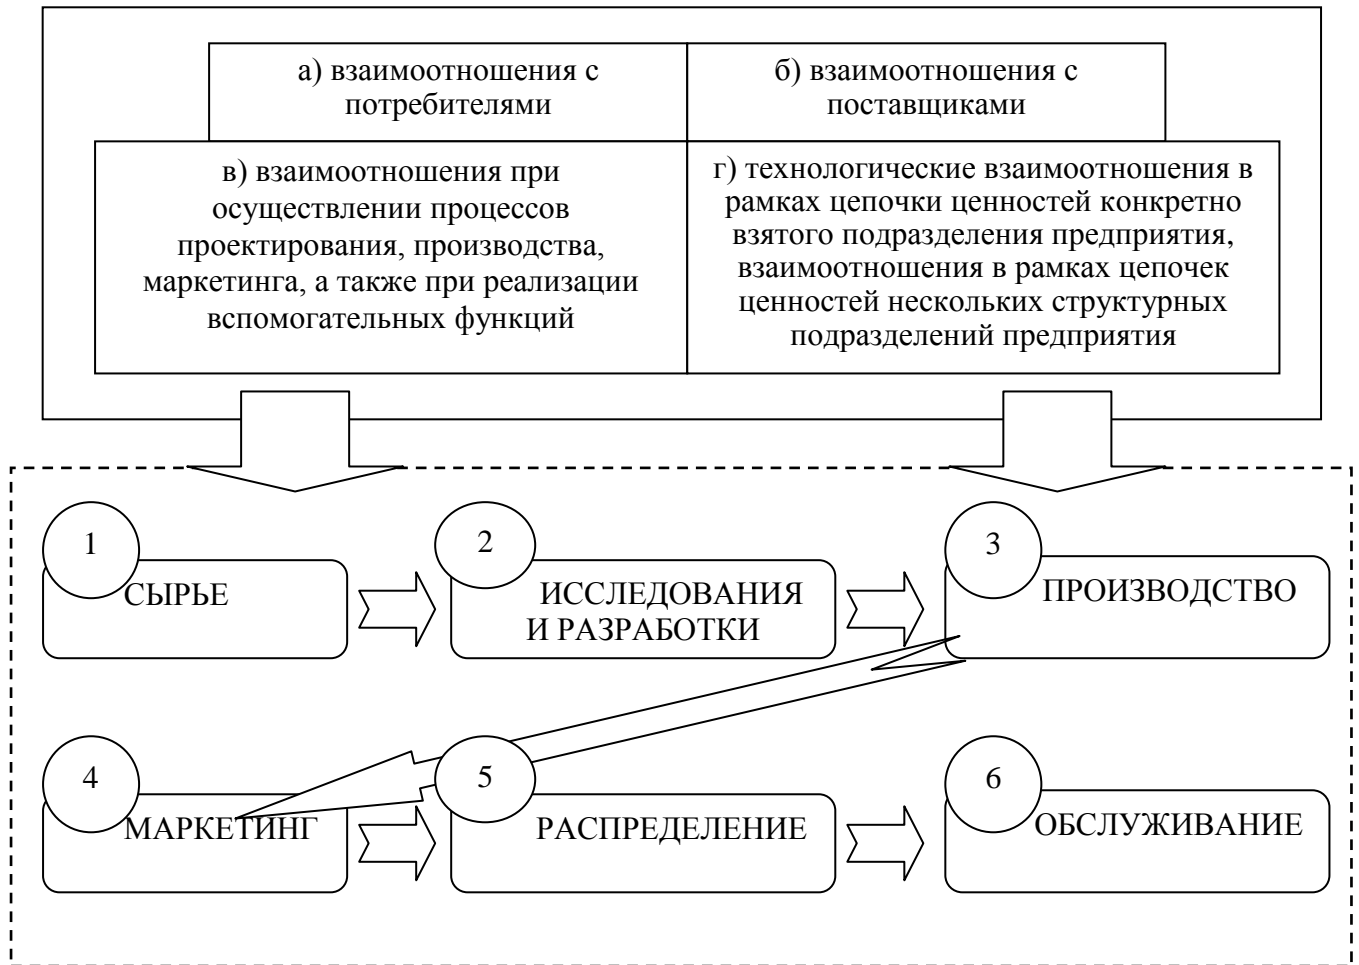 а) взаимоотношения с
потребителями
б) взаимоотношения с
поставщиками
в) взаимоотношения при
осуществлении процессов
проектирования, производства,
маркетинга, а также при реализации
вспомогательных функций
г) технологические взаимоотношения в
рамках цепочки ценностей конкретно
взятого подразделения предприятия,
взаимоотношения в рамках цепочек
ценностей нескольких структурных
подразделений предприятия
1
СЫРЬЕ
2
ИССЛЕДОВАНИЯ
И РАЗРАБОТКИ
3
ПРОИЗВОДСТВО
4
МАРКЕТИНГ
5
РАСПРЕДЕЛЕНИЕ
6
ОБСЛУЖИВАНИЕ